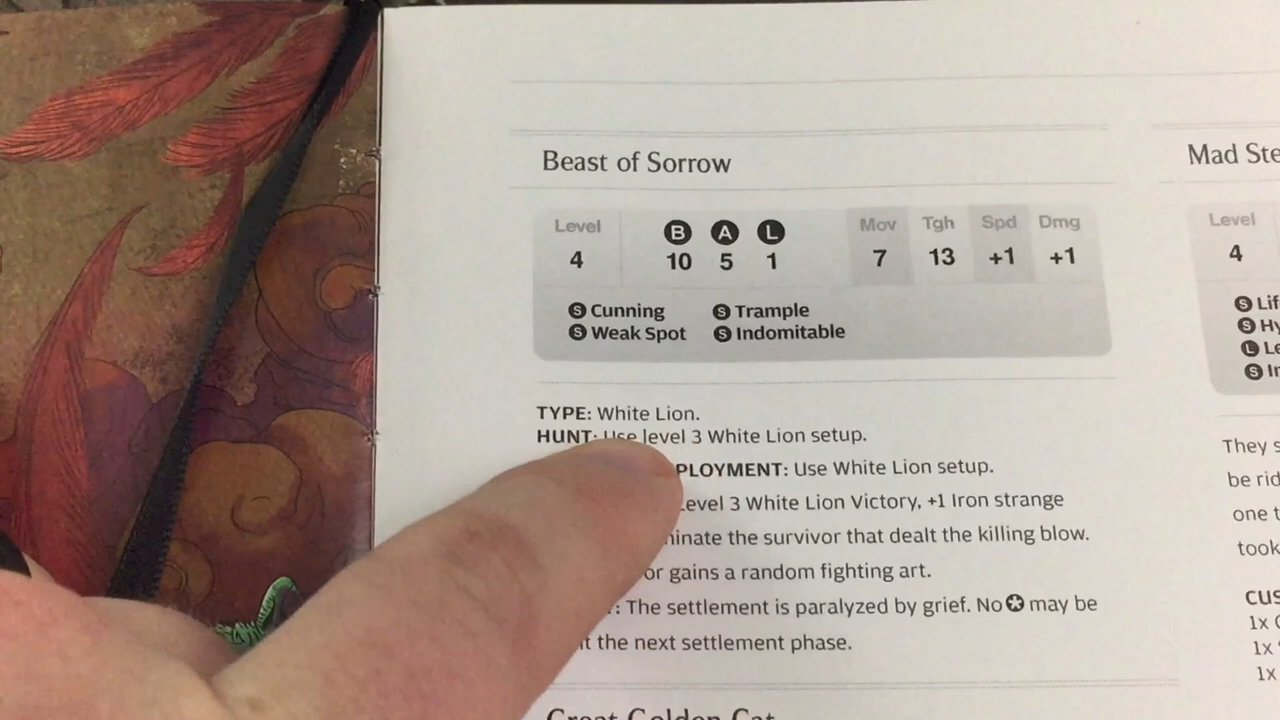 Beast of Sorrow
Level B A L Mov Tgh Spd Dmg
4 10 5 1 7 13 +1 +1
S Cunning S Trample
S Weak Spot S Indomitable
TYPE: White Lion.
HUNT: Use level 3 White Lion setup.
PLOYMENT: Use White Lion setup.
Level 3 White Lion Victory, +1 Iron strange
inate the survivor that dealt the killing blow.
or gains a random fighting art.
: The settlement is paralyzed by grief. No may be
t the next settlement phase.
Great Golden Cat
Mad Ste
Level
4
S Lif
S Hy
L Le
S In
They s
be rid
one t
took
CUS
1x
1x
1x